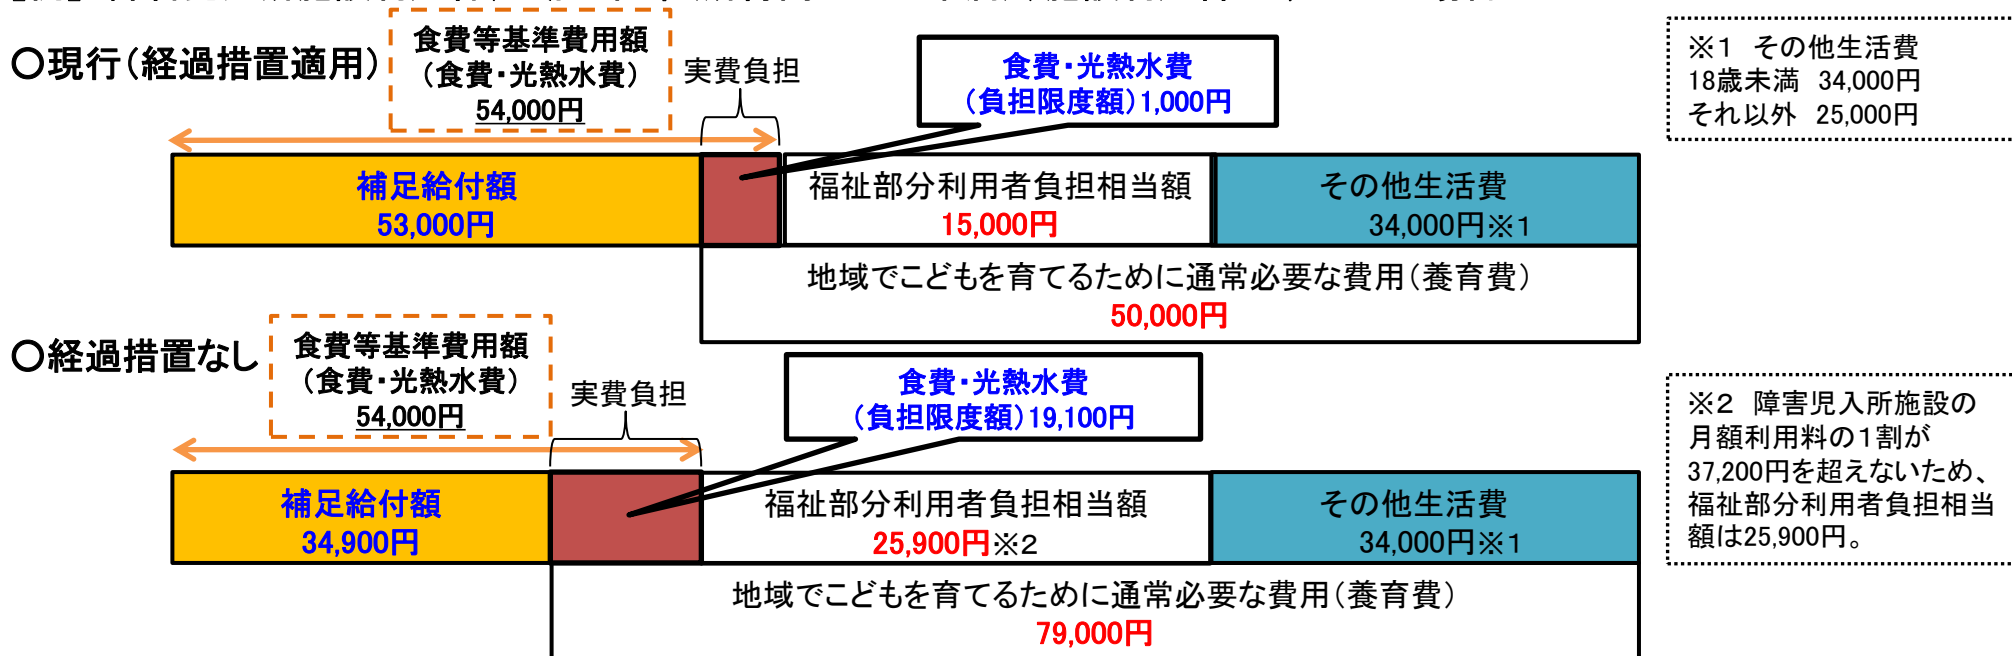 ○現行(経過措置適用)
食費等基準費用額
(食費・光熱水費)
54,000円
実費負担
食費・光熱水費
(負担限度額)1,000円
※1 その他生活費
18歳未満 34,000円
それ以外 25,000円
補足給付額
53,000円
福祉部分利用者負担相当額
15,000円
その他生活費
34,000円※1
地域でこどもを育てるために通常必要な費用(養育費)
50,000円
○経過措置なし
食費等基準費用額
(食費・光熱水費)
54,000円
実費負担
食費・光熱水費
(負担限度額)19,100円
※2 障害児入所施設の
月額利用料の1割が
37,200円を超えないため、
福祉部分利用者負担相当
額は25,900円。
補足給付額
34,900円
福祉部分利用者負担相当額
25,900円※2
その他生活費
34,000円※1
地域でこどもを育てるために通常必要な費用(養育費)
79,000円